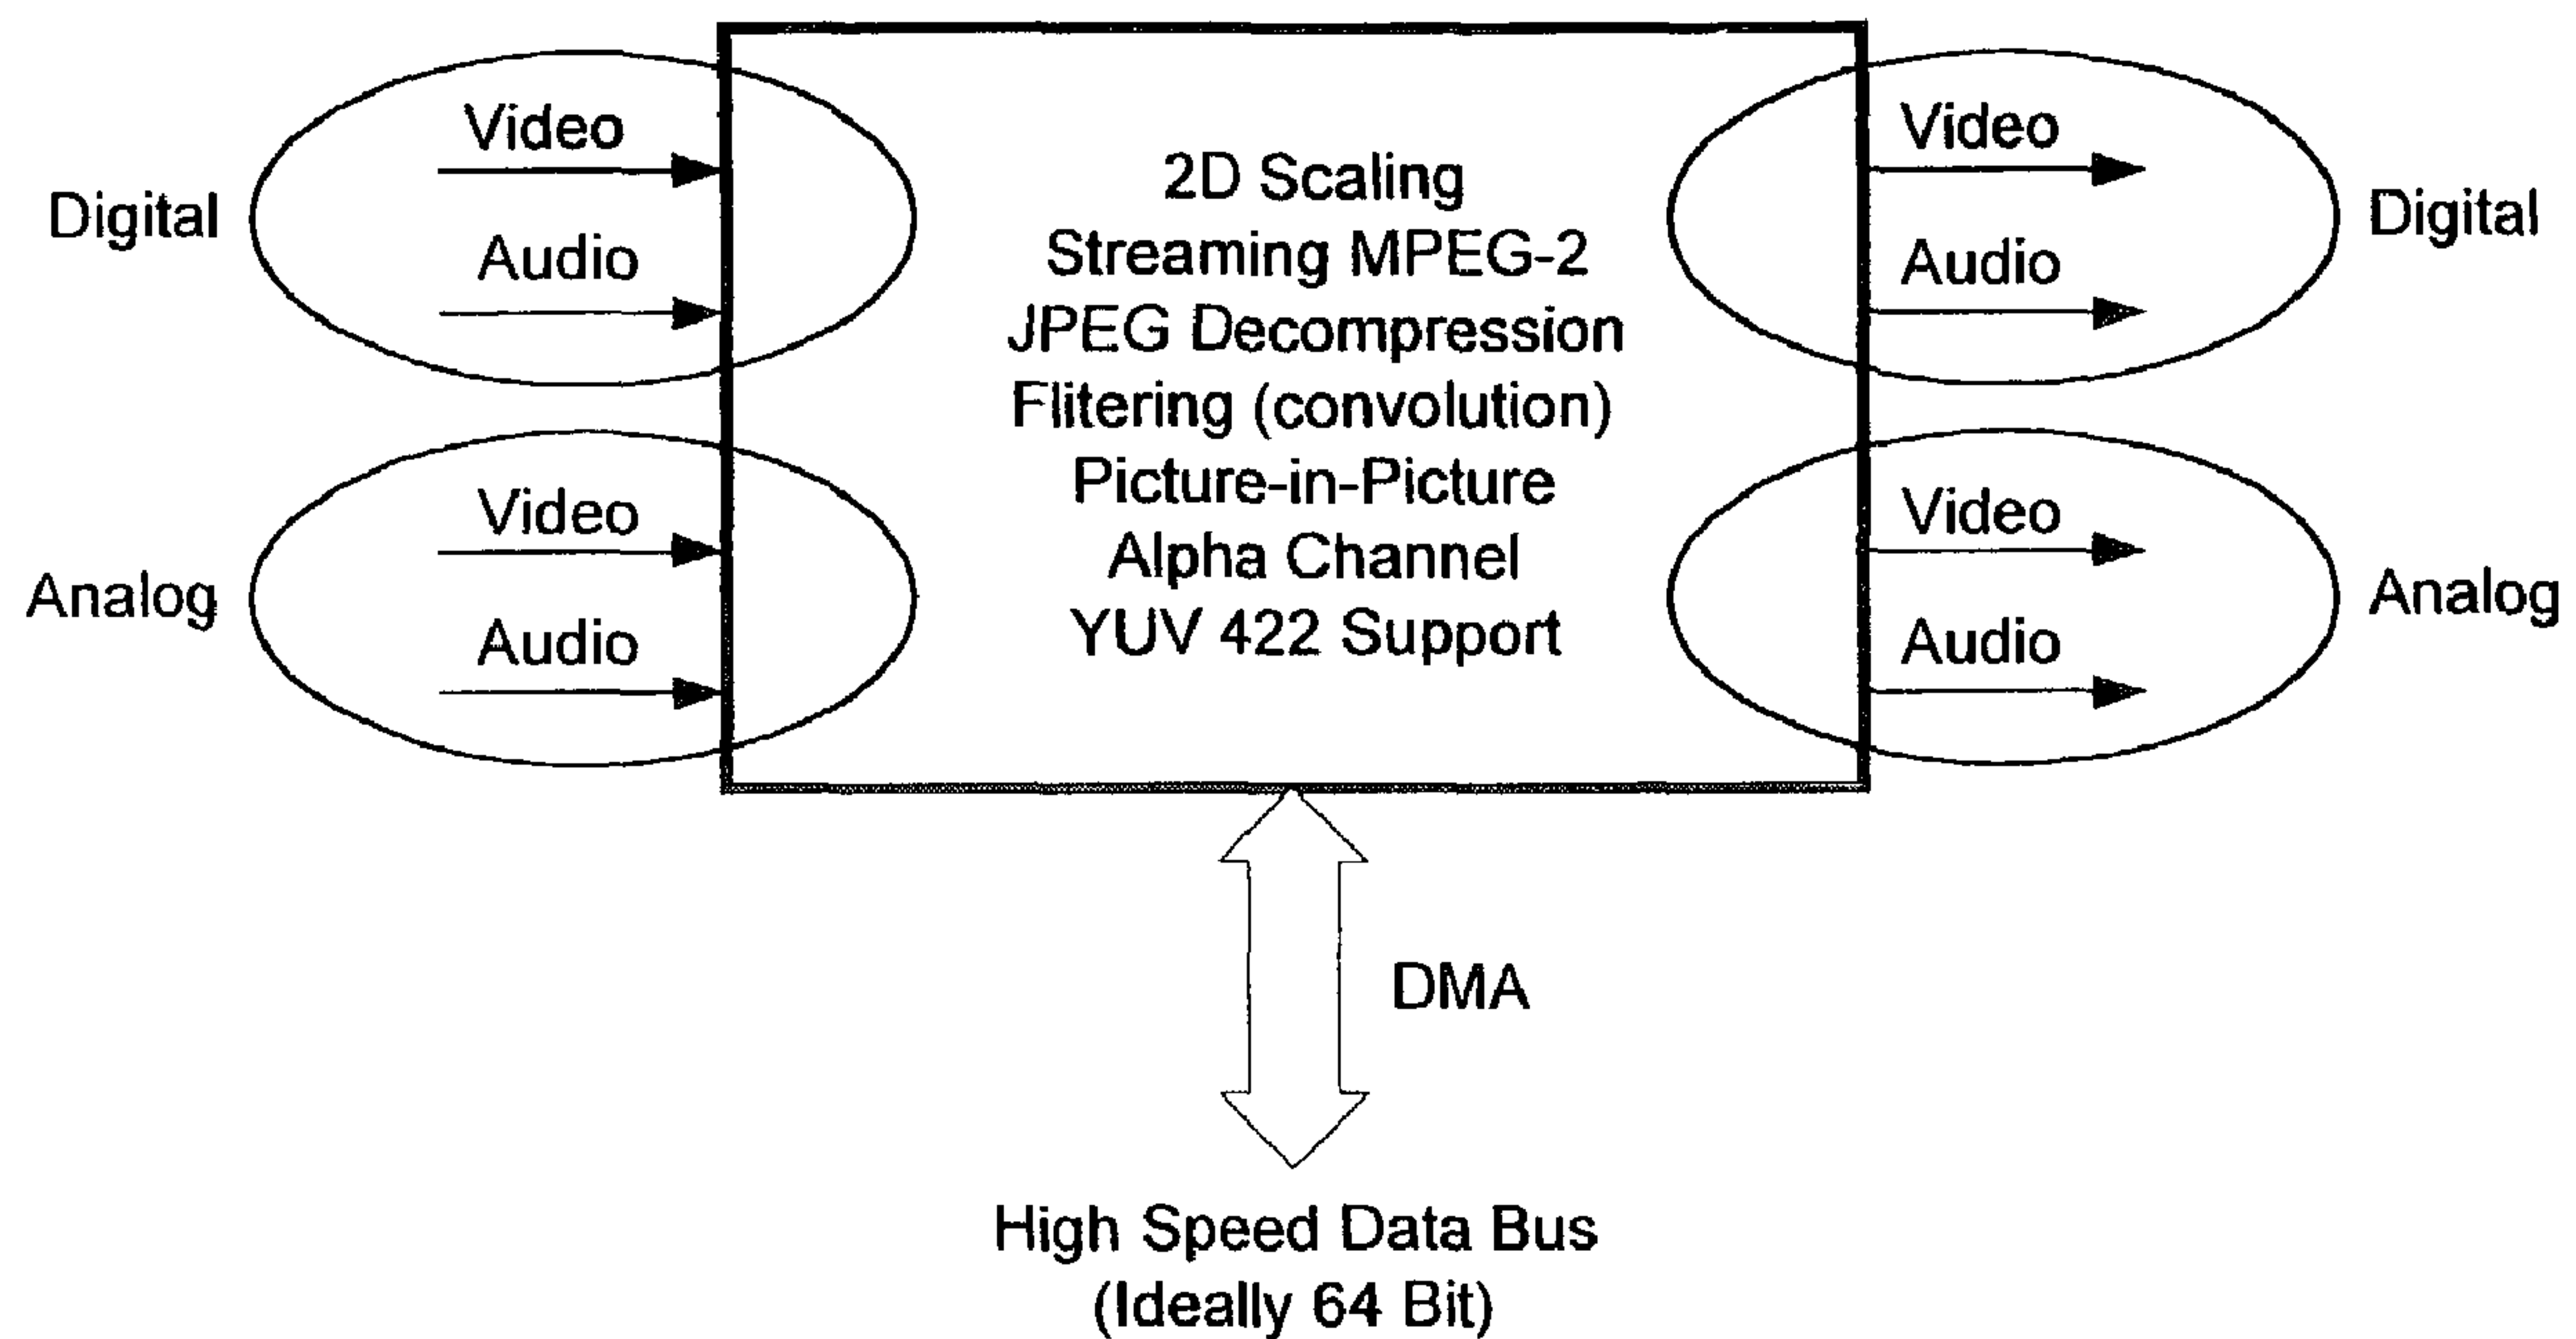 Digital
Video
Audio
Analog
Video
Audio
2D Scaling
Streaming MPEG-2
JPEG Decompression
Flitering (convolution)
Picture-in-Picture
Alpha Channel
YUV 422 Support
Video
Audio
Digital
Video
Audio
Analog
DMA
High Speed Data Bus
(Ideally 64 Bit)